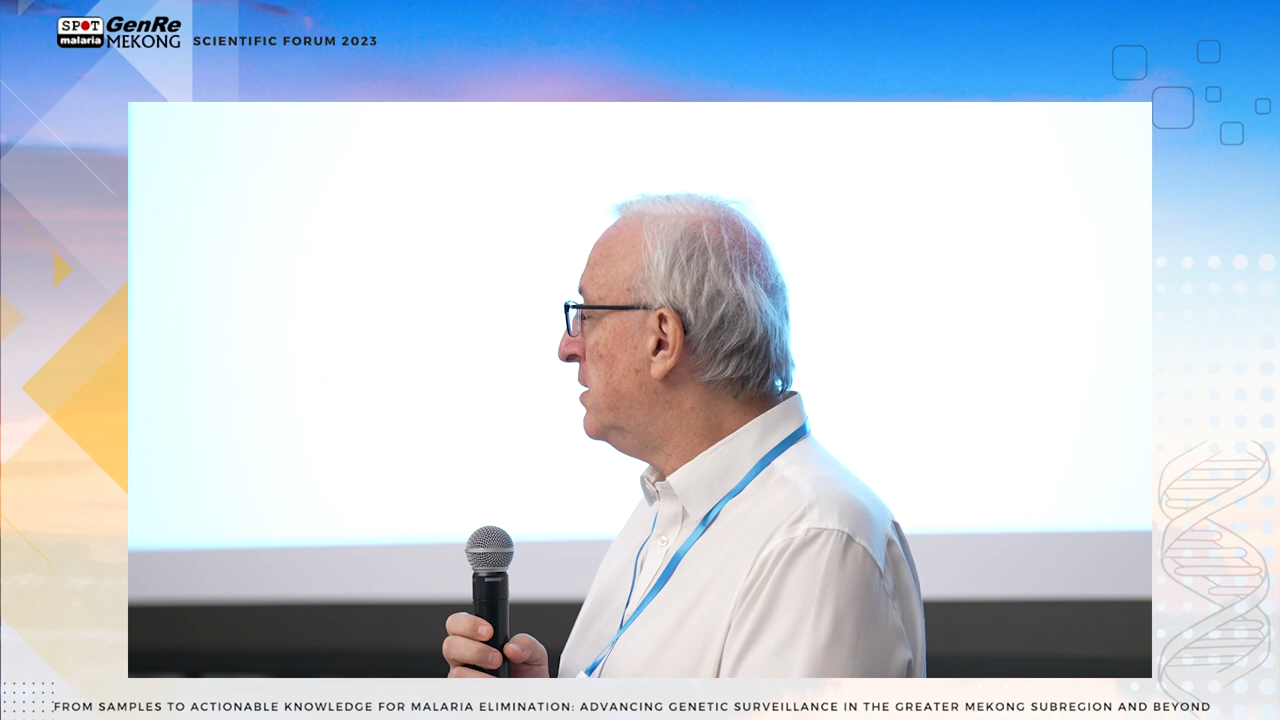 SPOT GenRe
malaria MEKONG SCIENTIFIC FORUM 2023
SHURE
FROM SAMPLES TO ACTIONABLE KNOWLEDGE FOR MALARIA ELIMINATION: ADVANCING GENETIC SURVEILLANCE IN THE GREATER MEKONG SUBREGION AND BEYOND